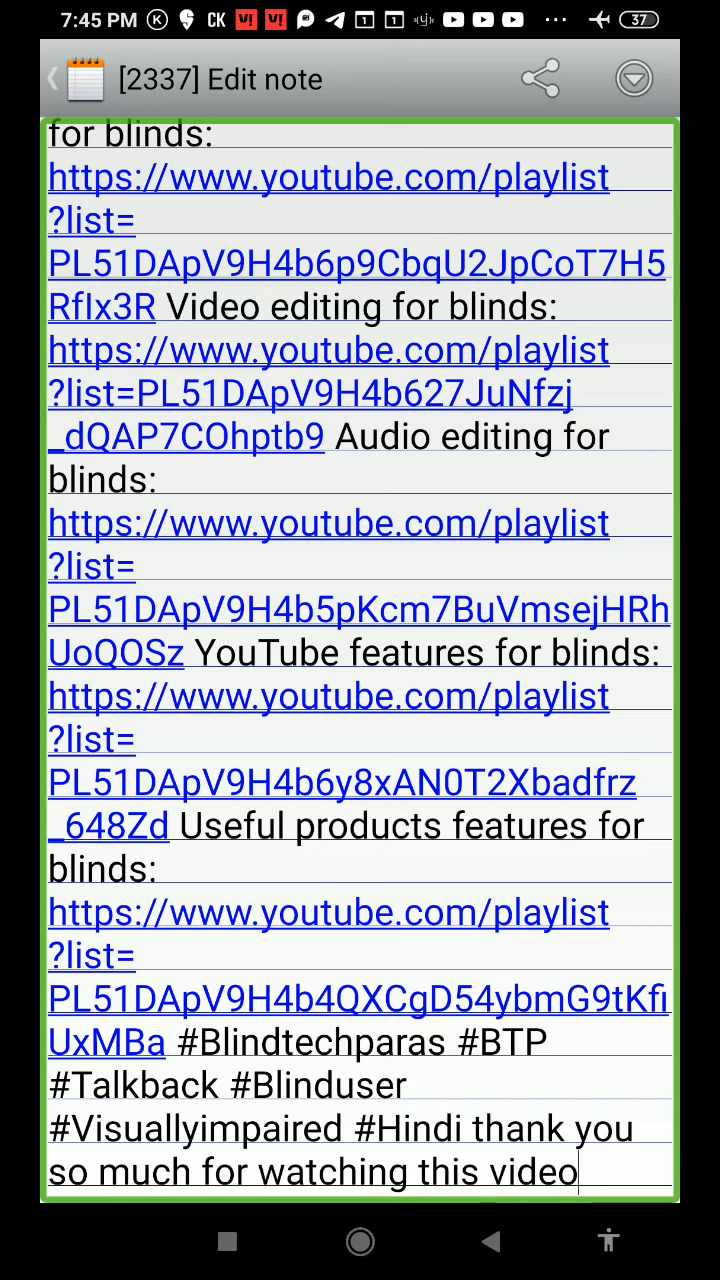 7:45 PM K CK 37
[2337] Edit note
for blinds:
https://www.youtube.com/playlist
?list=
PL51DApV9H4b6p9CbqU2JpCoT7H5
RfIx3R Video editing for blinds:
https://www.youtube.com/playlist
?list=PL51DApV9H4b627JuNfzj
_dQAP7COhptb9 Audio editing for
blinds:
https://www.youtube.com/playlist
?list=
PL51DApV9H4b5pKcm7BuVmsejHRh
UoQOSz YouTube features for blinds:
https://www.youtube.com/playlist
?list=
PL51DApV9H4b6y8xAN0T2Xbadfrz
_648Zd Useful products features for
blinds:
https://www.youtube.com/playlist
?list=
PL51DApV9H4b4QXCgD54ybmG9tKfi
UxMBa #Blindtechparas #BTP
#Talkback #Blinduser
#Visuallyimpaired #Hindi thank you
so much for watching this video